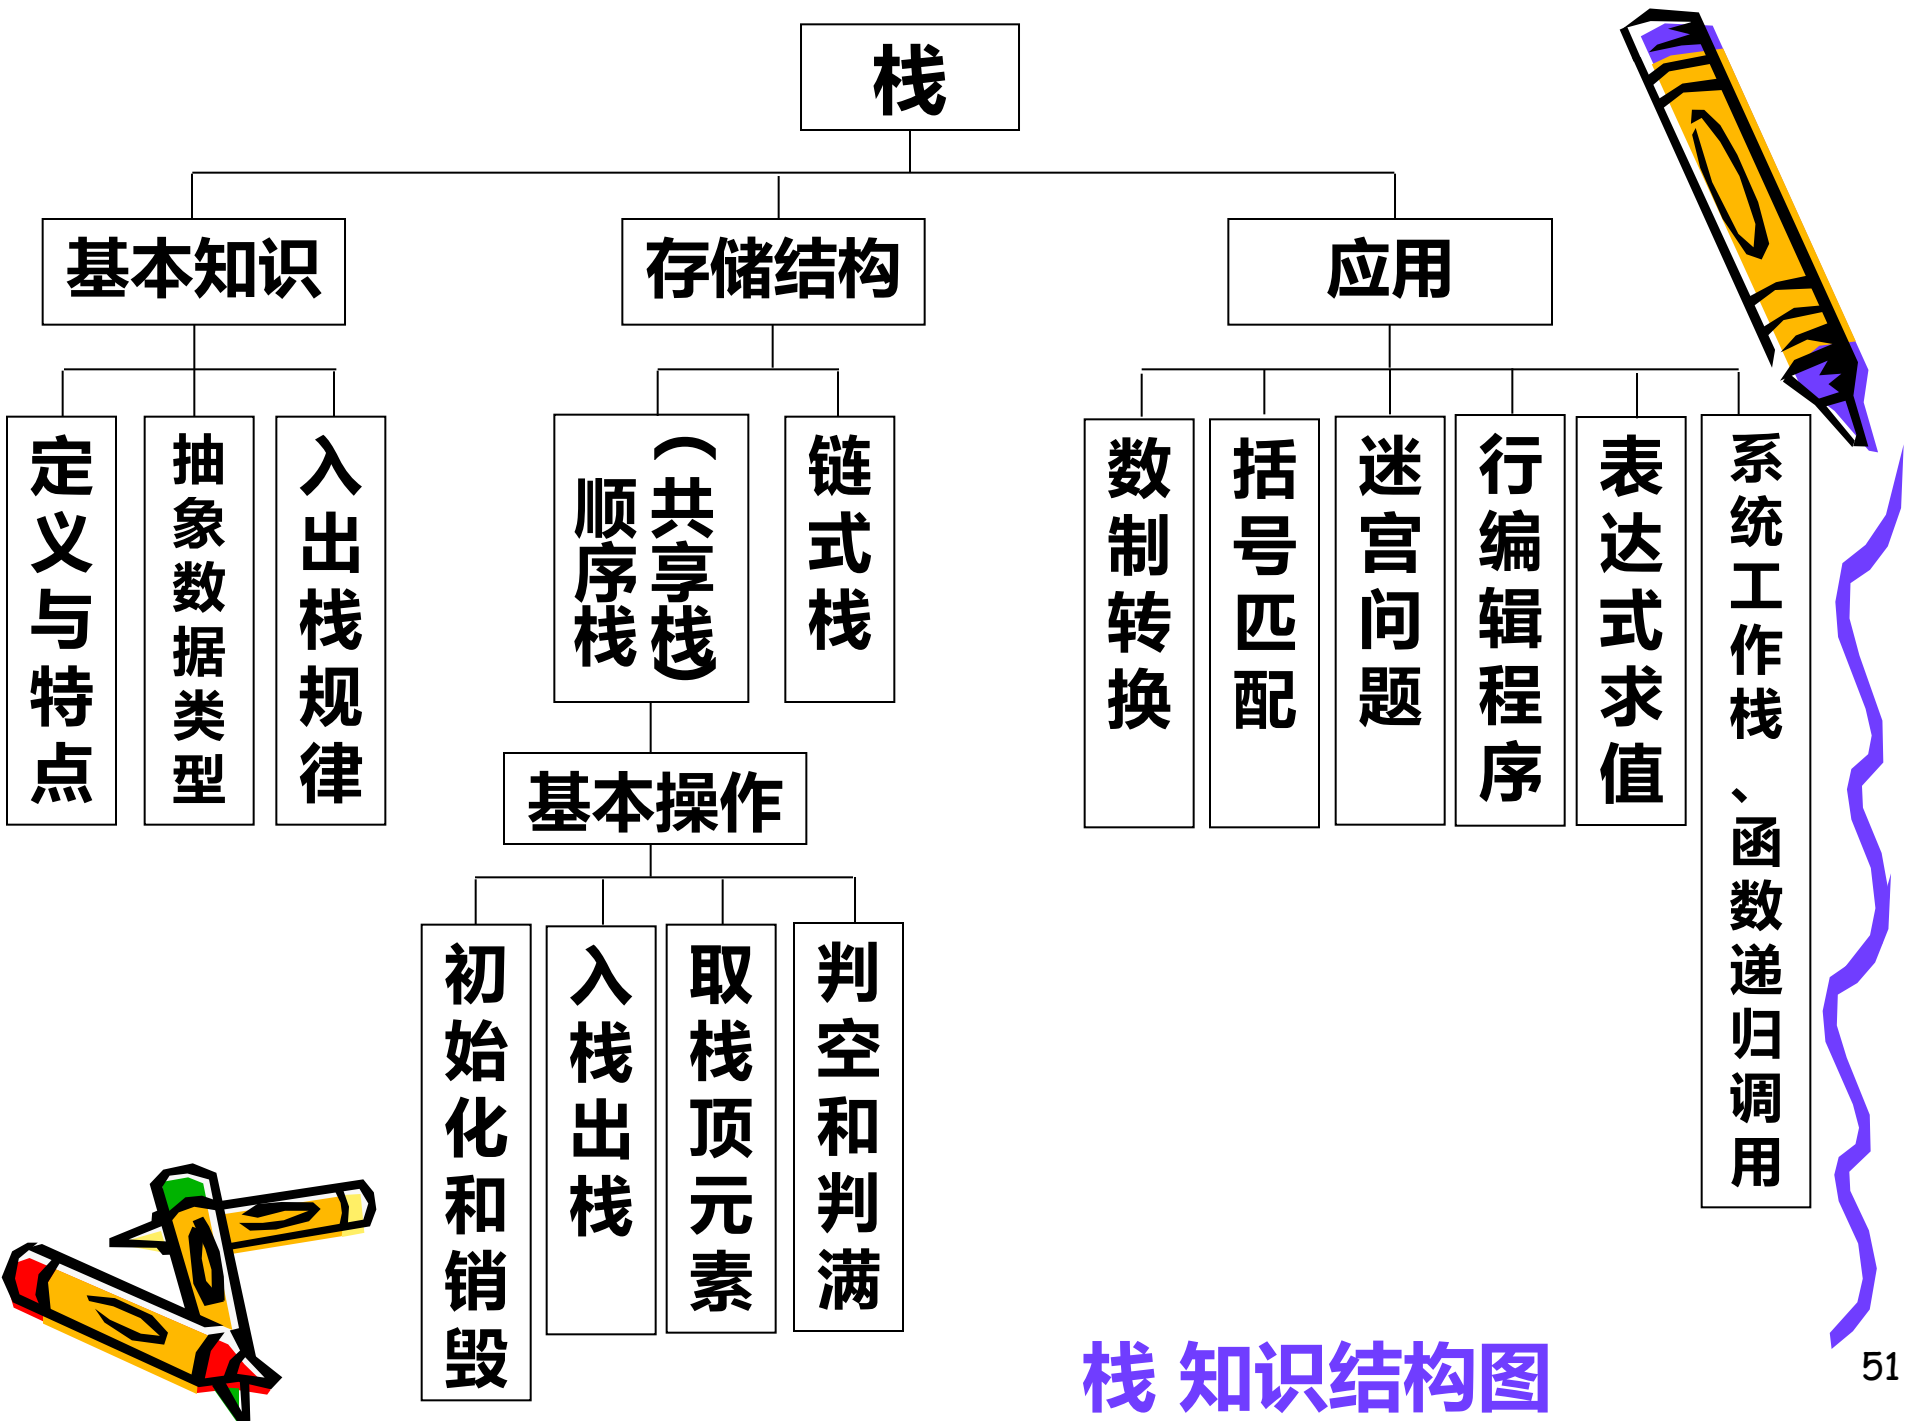 栈
基本知识
存储结构
应用
定义与特点
抽象数据类型
入出栈规律
顺序栈
（共享栈）
链式栈
数制转换
括号匹配
迷宫问题
行编辑程序
表达式求值
系统工作栈、函数递归调用
基本操作
初始化和销毁
入栈出栈
取栈顶元素
判空和判满
栈 知识结构图
51